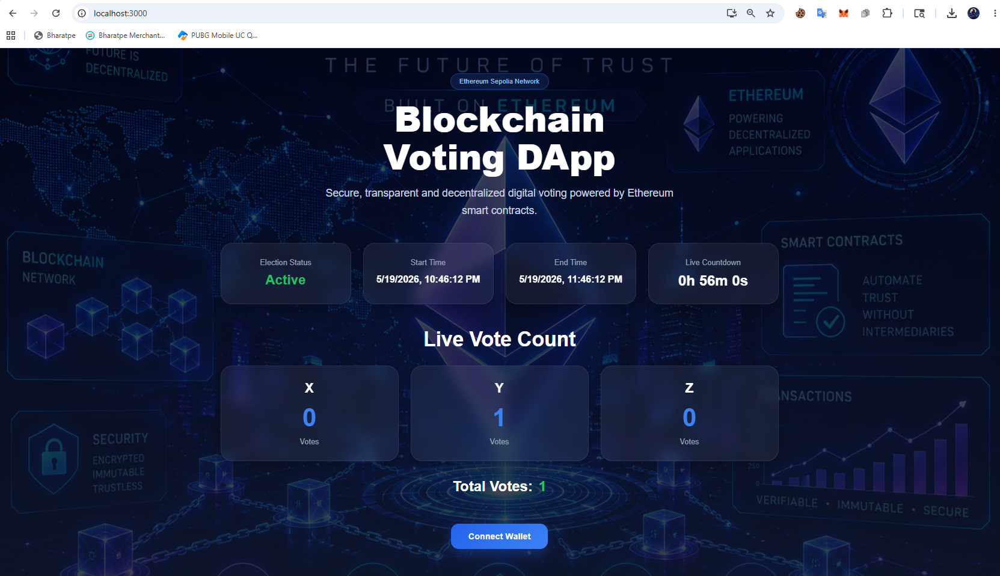 localhost:3000
Bharatpe
Bharatpe Merchant...
PUBG Mobile UC Q...
FUTURE IS
DECENTRALIZED
THE FUTURE OF TRUST
Ethereum Sepolia Network
BUILT ON ETHEREUM
Blockchain
Voting DApp
Secure, transparent and decentralized digital voting powered by Ethereum
smart contracts.
ETHEREUM
POWERING
DECENTRALIZED
APPLICATIONS
Election Status
Active
Start Time
5/19/2026, 10:46:12 PM
End Time
5/19/2026, 11:46:12 PM
Live Countdown
0h 56m 0s
BLOCKCHAIN
NETWORK
SMART CONTRACTS
AUTOMATE
TRUST
WITHOUT
INTERMEDIARIES
Live Vote Count
X
0
Votes
Y
1
Votes
Z
0
Votes
NSACTIONS
250
0
VERIFIABLE • IMMUTABLE • SECURE
SECURITY
ENCRYPTED
IMMUTABLE
TRUSTLESS
Total Votes: 1
Connect Wallet